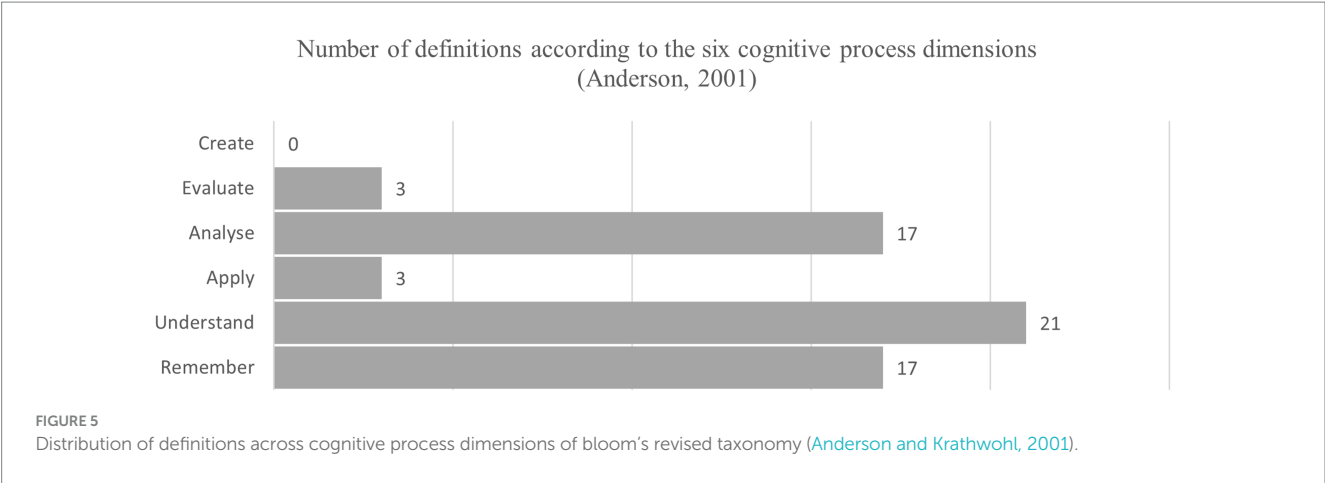 Number of definitions according to the six cognitive process dimensions
(Anderson, 2001)
Create 0
Evaluate 3
Analyse 17
Apply 3
Understand 21
Remember 17
FIGURE 5
Distribution of definitions across cognitive process dimensions of bloom's revised taxonomy (Anderson and Krathwohl, 2001).